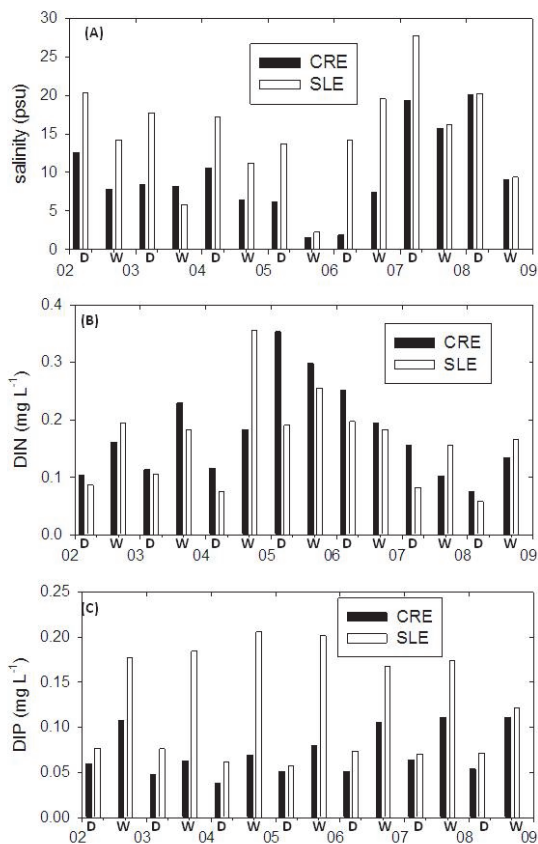 (A)
CRE
SLE
salinity (psu)
30
25
20
15
10
5
0
D W D W D W D W D W D W D W
02 03 04 05 06 07 08 09
(B)
CRE
SLE
DIN (mg L-1)
0.4
0.3
0.2
0.1
0.0
D W D W D W D W D W D W D W
02 03 04 05 06 07 08 09
(C)
CRE
SLE
DIP (mg L-1)
0.25
0.20
0.15
0.10
0.05
0.00
D W D W D W D W D W D W D W
02 03 04 05 06 07 08 09